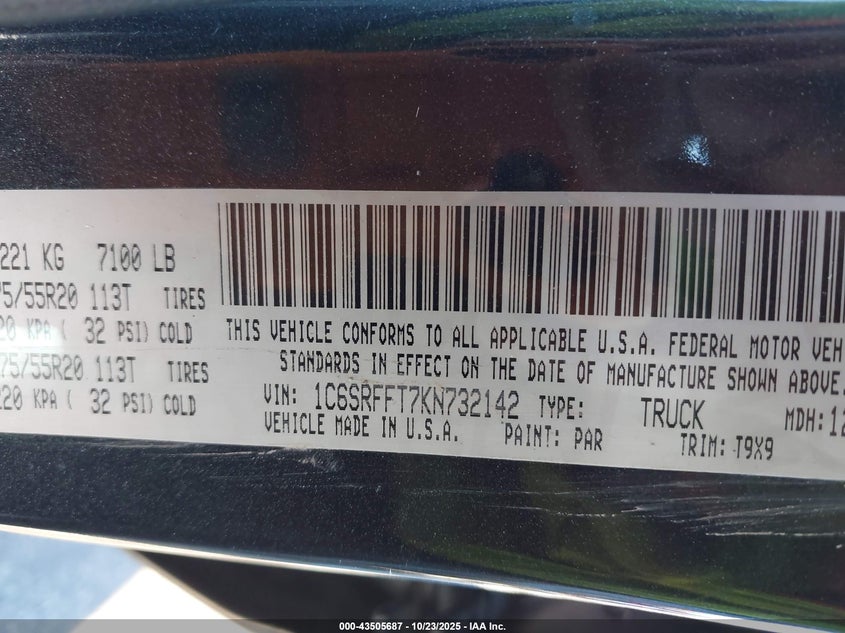 221 KG 7100 LB
75/55R20 113T TIRES
20 KPA ( 32 PSI) COLD
75/55R20 113T TIRES
220 KPA ( 32 PSI) COLD
THIS VEHICLE CONFORMS TO ALL APPLICABLE U.S.A. FEDERAL MOTOR VEH
STANDARDS IN EFFECT ON THE DATE OF MANUFACTURE SHOWN ABOVE.
VIN: 1C6SRFFT7KN732142 TYPE: TRUCK MDH: 12
VEHICLE MADE IN U.S.A. PAINT: PAR TRIM: T9X9
000-43505687 - 10/23/2025 - IAA Inc.